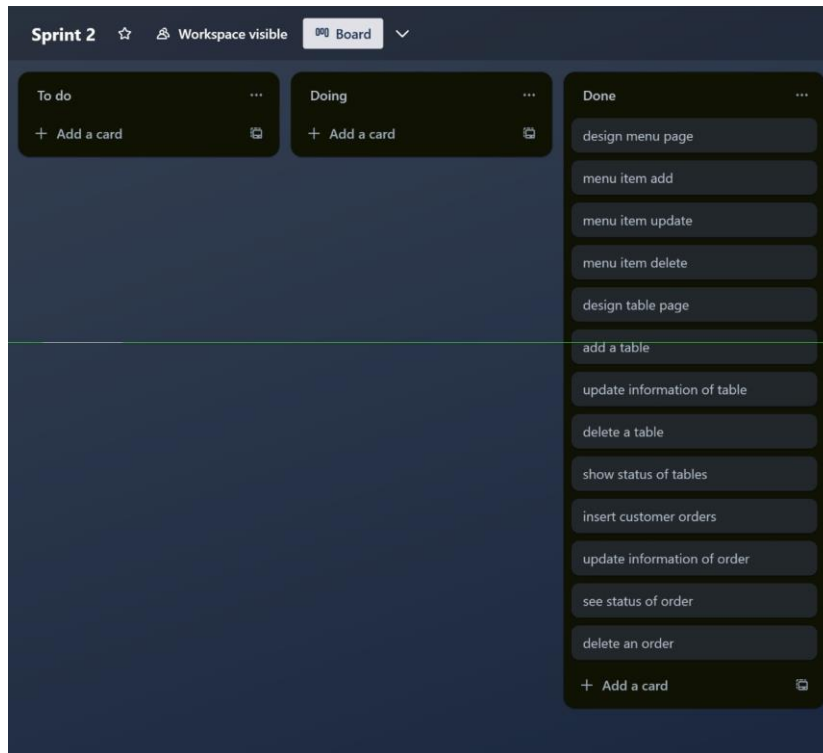 Sprint 2 Workspace visible Board
To do
Add a card
Doing
Add a card
Done
design menu page
menu item add
menu item update
menu item delete
design table page
add a table
update information of table
delete a table
show status of tables
insert customer orders
update information of order
see status of order
delete an order
Add a card